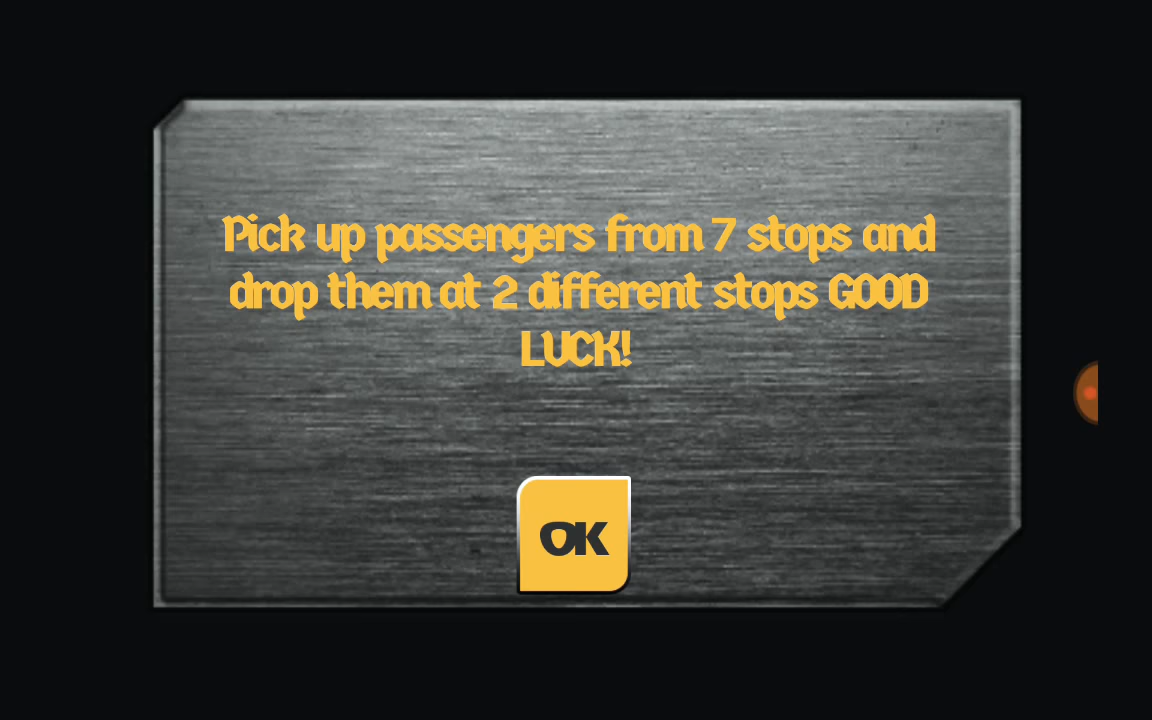 Pick up passengers from 7 stops and
drop them at 2 different stops GOOD
LUCK!
OK